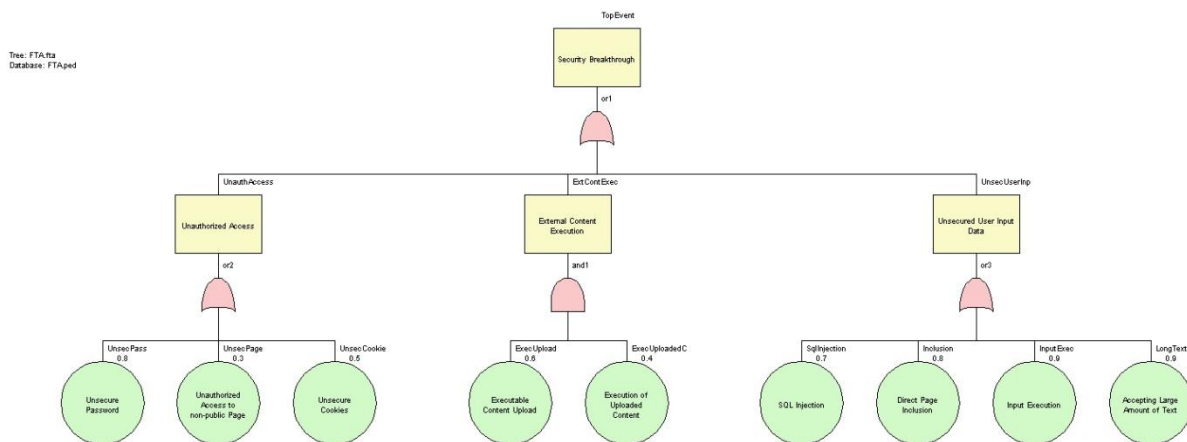 TopEvent
Tree: FTA.fta
Database: FTA.ped
Security Breakthrough
or1
UnauthAccess
ExtContExec
UnsecUserInp
Unauthorized Access
External Content
Execution
Unsecured User Input
Data
or2
and1
or3
UnsecPass
0.8
UnsecPage
0.3
UnsecCookie
0.5
ExecUpload
0.6
ExecUploadedC
0.4
SqlInjection
0.7
Inclusion
0.8
InputExec
0.9
LongText
0.9
Unsecure
Password
Unauthorized
Access to
non-public Page
Unsecure
Cookies
Executable
Content Upload
Execution of
Uploaded
Content
SQL Injection
Direct Page
Inclusion
Input Execution
Accepting Large
Amount of Text